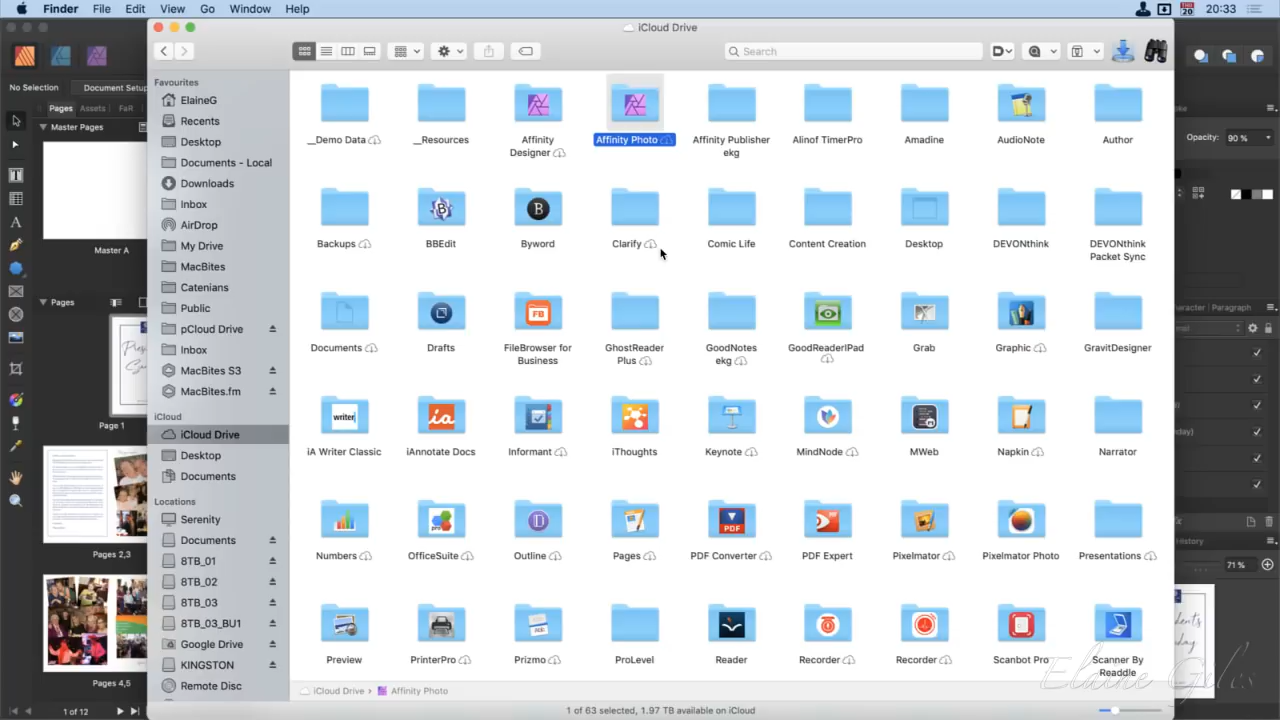 Finder File Edit View Go Window Help
THU
20
20:33
iCloud Drive
Search
No Selection
Document Setup
Pages Assets FaR
Master Pages
Master A
Pages
Page 1
Pages 2,3
Pages 4,5
1 of 12
Favourites
ElaineG
Recents
Desktop
Documents - Local
Downloads
Inbox
AirDrop
My Drive
MacBites
Catenians
Public
pCloud Drive
Inbox
MacBites S3
MacBites.fm
iCloud
iCloud Drive
Desktop
Documents
Locations
Serenity
Documents
8TB_01
8TB_02
8TB_03
8TB_03_BU1
Google Drive
KINGSTON
Remote Disc
__Demo Data
__Resources
Affinity
Designer
Affinity Photo
Affinity Publisher
ekg
Alinof TimerPro
Amadine
AudioNote
Author
Backups
BBEdit
Byword
Clarify
Comic Life
Content Creation
Desktop
DEVONthink
DEVONthink
Packet Sync
Documents
Drafts
FileBrowser for
Business
GhostReader
Plus
GoodNotes
ekg
GoodReaderIPad
Grab
Graphic
GravitDesigner
iA Writer Classic
iAnnotate Docs
Informant
iThoughts
Keynote
MindNode
MWeb
Napkin
Narrator
Numbers
OfficeSuite
Outline
Pages
PDF Converter
PDF Expert
Pixelmator
Pixelmator Photo
Presentations
Preview
PrinterPro
Prizmo
ProLevel
Reader
Recorder
Recorder
Scanbot Pro
Scanner By
Readdle
iCloud Drive › Affinity Photo
1 of 63 selected, 1.97 TB available on iCloud
Opacity: 90 %
Paragraph
History
71 %
Elaine Giles